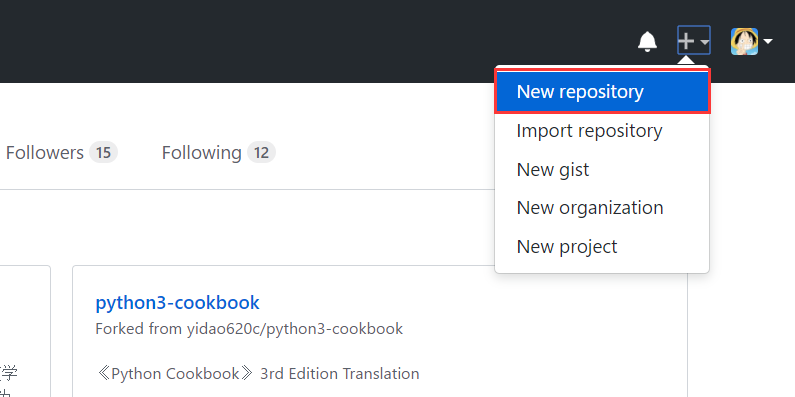 New repository
Import repository
New gist
New organization
New project
Followers 15 Following 12
python3-cookbook
Forked from yidao620c/python3-cookbook
《Python Cookbook》 3rd Edition Translation
学